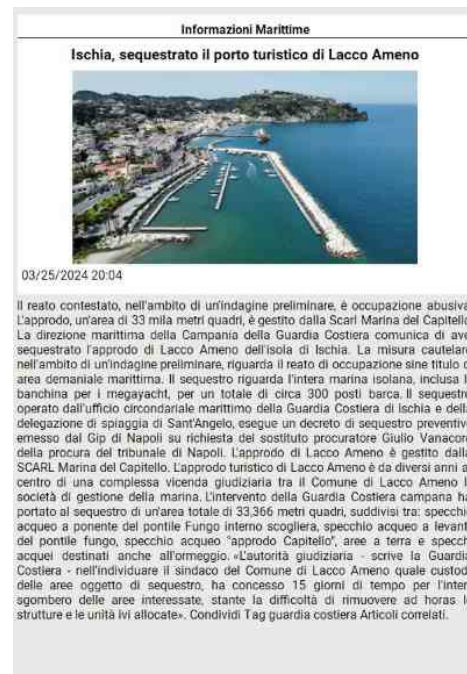 Informazioni Marittime
Ischia, sequestrato il porto turistico di Lacco Ameno
03/25/2024 20:04
Il reato contestato, nell'ambito di un'indagine preliminare, è occupazione abusiva
L'approdo, un'area di 33 mila metri quadri, è gestito dalla Scarl Marina del Capitello
La direzione marittima della Campania della Guardia Costiera comunica di ave
sequestrato l'approdo di Lacco Ameno dell'isola di Ischia. La misura cautelare
nell'ambito di un'indagine preliminare, riguarda il reato di occupazione sine titulo d
area demaniale marittima. Il sequestro riguarda l'intera marina isolana, inclusa l
banchina per i megayacht, per un totale di circa 300 posti barca. Il sequestro
operato dall'ufficio circondariale marittimo della Guardia Costiera di Ischia e dell
delegazione di spiaggia di Sant'Angelo, esegue un decreto di sequestro preventiv
emesso dal Gip di Napoli su richiesta del sostituto procuratore Giulio Vanacor
della procura del tribunale di Napoli. L'approdo di Lacco Ameno è gestito dalla
SCARL Marina del Capitello. L'approdo turistico di Lacco Ameno è da diversi anni a
centro di una complessa vicenda giudiziaria tra il Comune di Lacco Ameno l
società di gestione della marina. L'intervento della Guardia Costiera campana h
portato al sequestro di un'area totale di 33,366 metri quadri, suddivisi tra: specchi
acqueo a ponente del pontile Fungo interno scogliera, specchio acqueo a levant
del pontile fungo, specchio acqueo "approdo Capitello", aree a terra e specch
acquei destinati anche all'ormeggio. «L'autorità giudiziaria - scrive la Guardi
Costiera - nell'individuare il sindaco del Comune di Lacco Ameno quale custod
delle aree oggetto di sequestro, ha concesso 15 giorni di tempo per l'inter
sgombero delle aree interessate, stante la difficoltà di rimuovere ad horas l
strutture e le unità ivi allocate». Condividi Tag guardia costiera Articoli correlati.